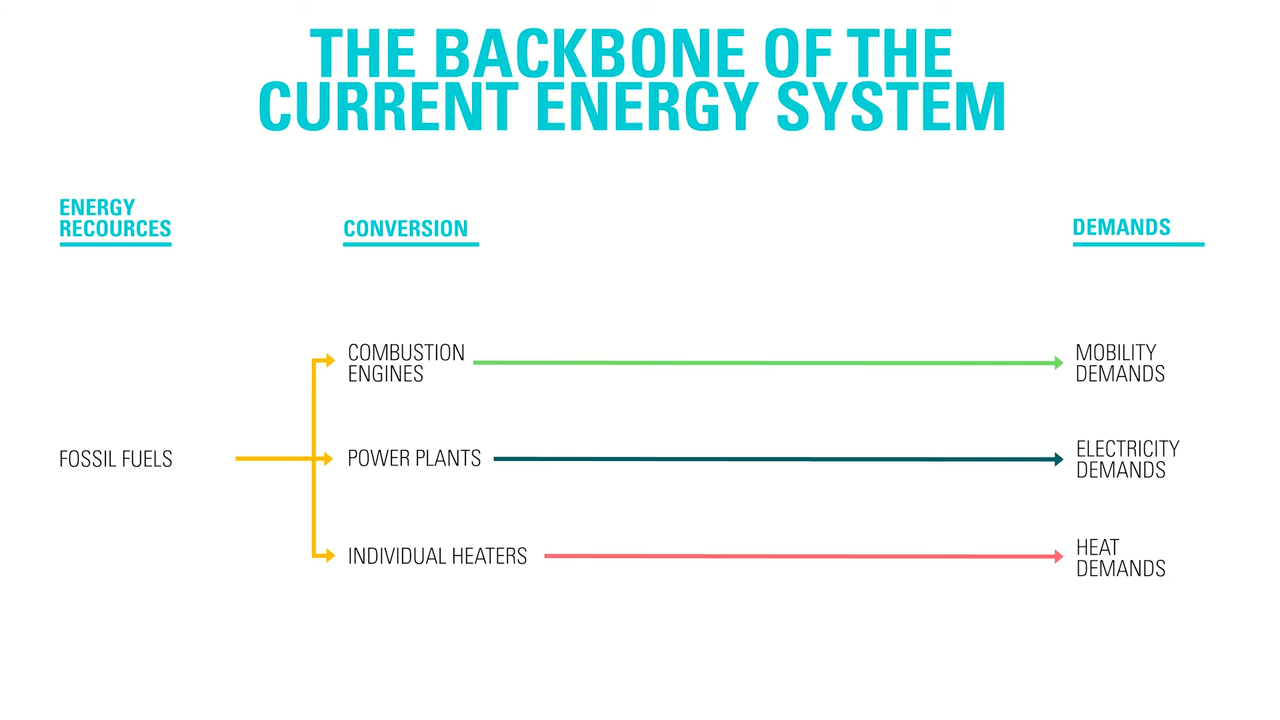 THE BACKBONE OF THE
CURRENT ENERGY SYSTEM
ENERGY
RECOURCES
CONVERSION
DEMANDS
COMBUSTION
ENGINES
MOBILITY
DEMANDS
FOSSIL FUELS
POWER PLANTS
ELECTRICITY
DEMANDS
INDIVIDUAL HEATERS
HEAT
DEMANDS